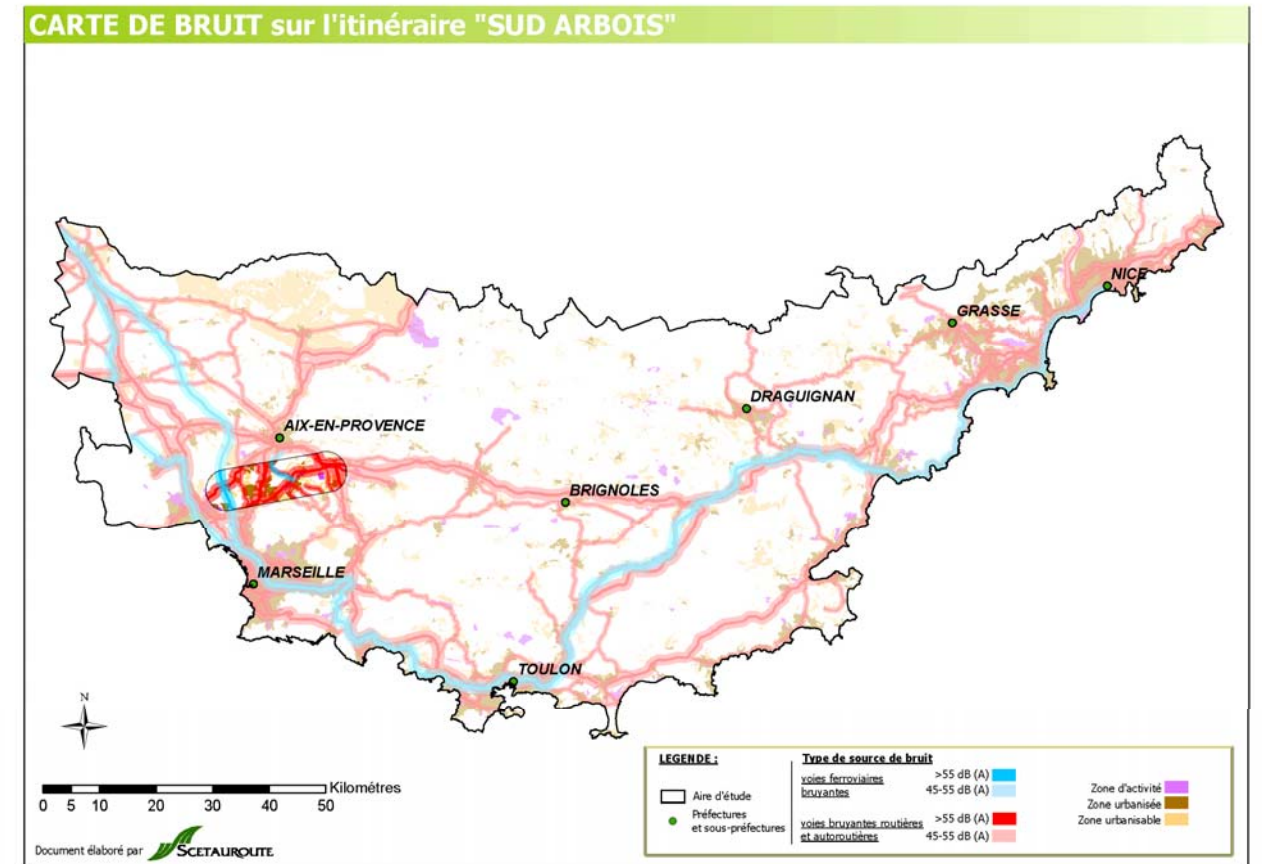 CARTE DE BRUIT sur l'itinéraire "SUD ARBOIS"
NICE
GRASSE
DRAGUIGNAN
AIX-EN-PROVENCE
BRIGNOLES
MARSEILLE
TOULON
N
Kilométres
0 5 10 20 30 40 50
Document élaboré par SCETAUROUTE
LEGENDE :
Aire d'étude
Préfectures
et sous-préfectures
Type de source de bruit
voies ferroviaires >55 dB (A)
bruyantes 45-55 dB (A)
voies bruyantes routières >55 dB (A)
et autoroutières 45-55 dB (A)
Zone d'activité
Zone urbanisée
Zone urbanisable